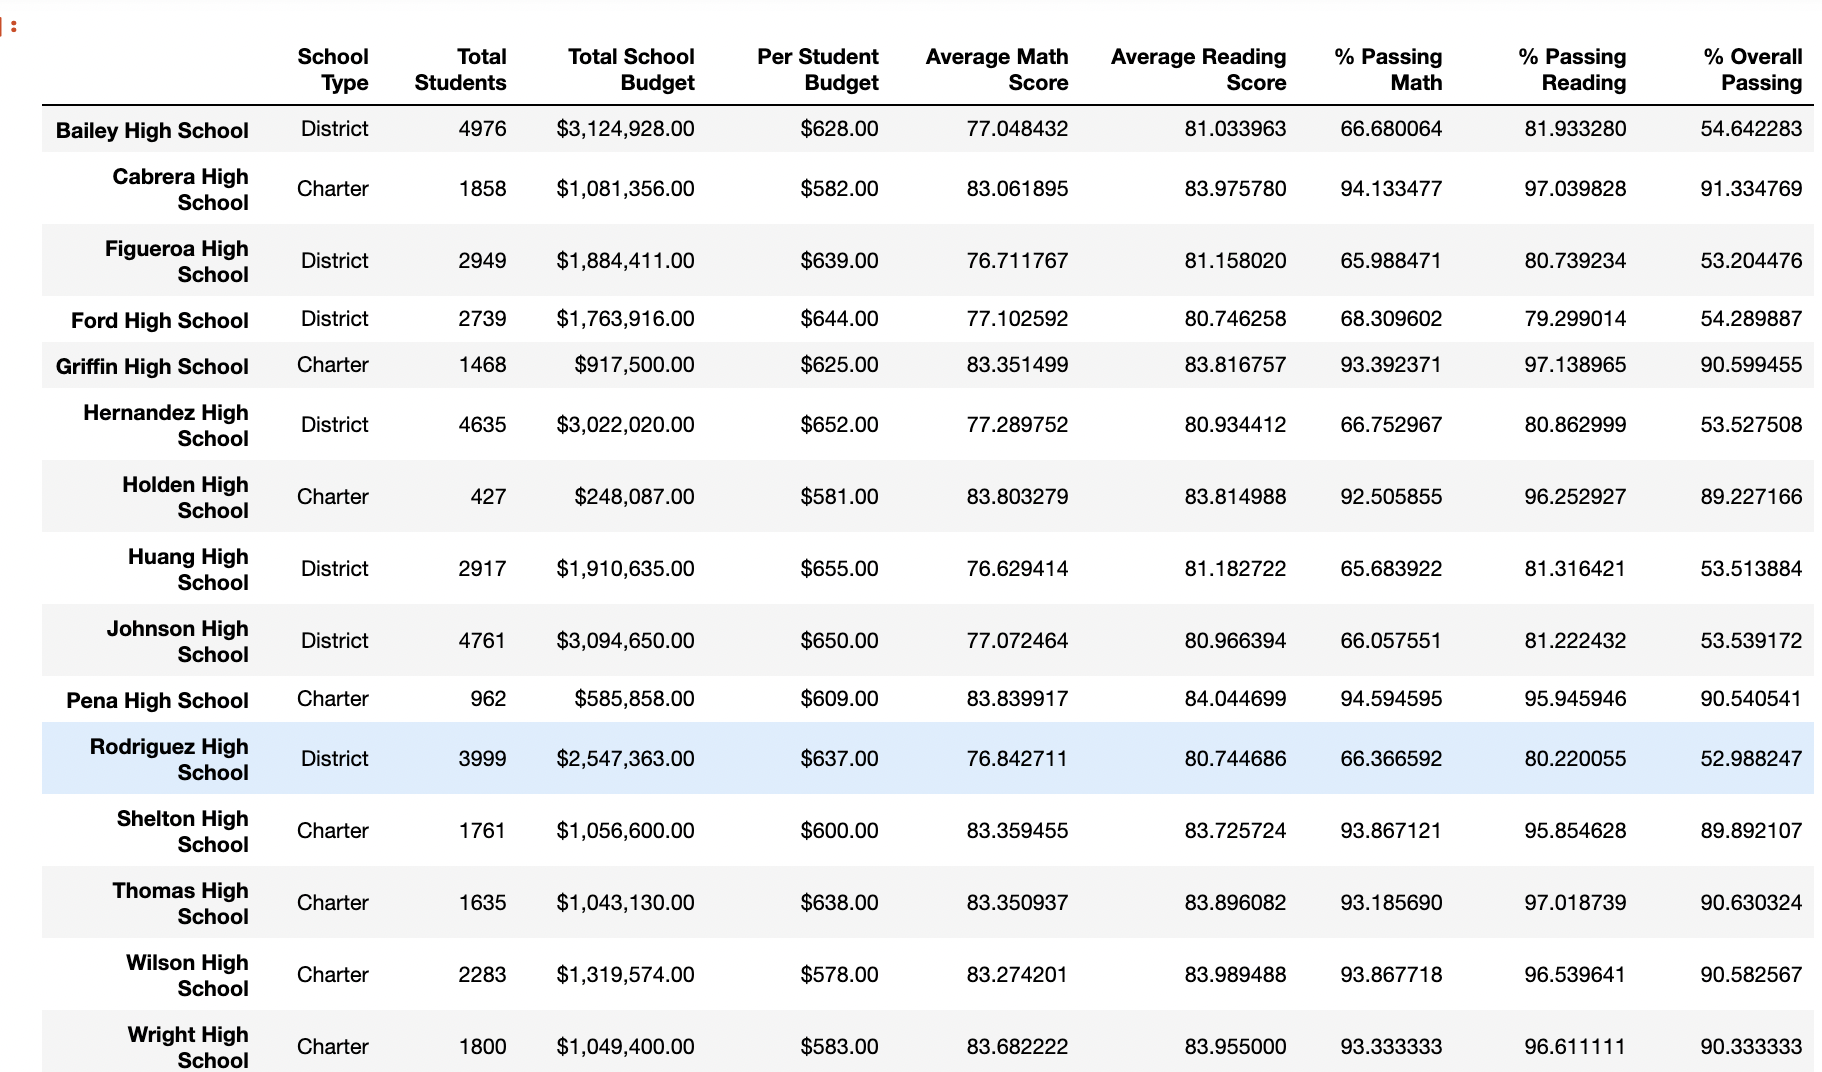 ]:
School Type Total Students Total School Budget Per Student Budget Average Math Score Average Reading Score % Passing Math % Passing Reading % Overall Passing
Bailey High School District 4976 $3,124,928.00 $628.00 77.048432 81.033963 66.680064 81.933280 54.642283
Cabrera High School Charter 1858 $1,081,356.00 $582.00 83.061895 83.975780 94.133477 97.039828 91.334769
Figueroa High School District 2949 $1,884,411.00 $639.00 76.711767 81.158020 65.988471 80.739234 53.204476
Ford High School District 2739 $1,763,916.00 $644.00 77.102592 80.746258 68.309602 79.299014 54.289887
Griffin High School Charter 1468 $917,500.00 $625.00 83.351499 83.816757 93.392371 97.138965 90.599455
Hernandez High School District 4635 $3,022,020.00 $652.00 77.289752 80.934412 66.752967 80.862999 53.527508
Holden High School Charter 427 $248,087.00 $581.00 83.803279 83.814988 92.505855 96.252927 89.227166
Huang High School District 2917 $1,910,635.00 $655.00 76.629414 81.182722 65.683922 81.316421 53.513884
Johnson High School District 4761 $3,094,650.00 $650.00 77.072464 80.966394 66.057551 81.222432 53.539172
Pena High School Charter 962 $585,858.00 $609.00 83.839917 84.044699 94.594595 95.945946 90.540541
Rodriguez High School District 3999 $2,547,363.00 $637.00 76.842711 80.744686 66.366592 80.220055 52.988247
Shelton High School Charter 1761 $1,056,600.00 $600.00 83.359455 83.725724 93.867121 95.854628 89.892107
Thomas High School Charter 1635 $1,043,130.00 $638.00 83.350937 83.896082 93.185690 97.018739 90.630324
Wilson High School Charter 2283 $1,319,574.00 $578.00 83.274201 83.989488 93.867718 96.539641 90.582567
Wright High School Charter 1800 $1,049,400.00 $583.00 83.682222 83.955000 93.333333 96.611111 90.333333